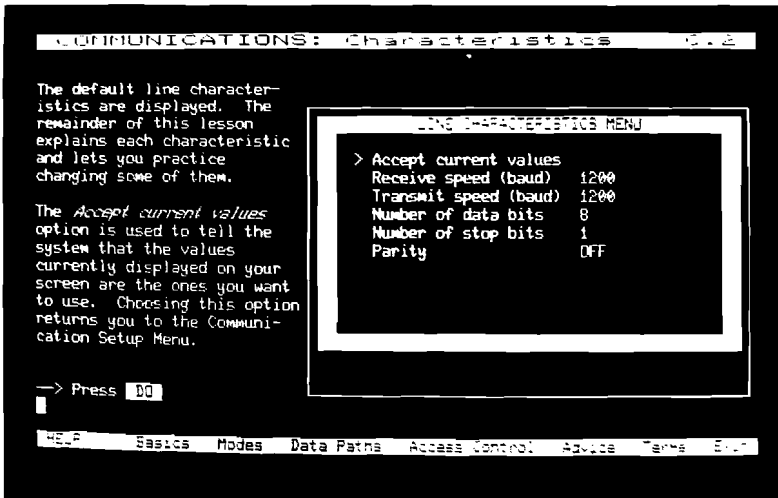 COMMUNICATIONS: Characteristics C.2
The default line character-
istics are displayed. The
remainder of this lesson
explains each characteristic
and lets you practice
changing some of them.
The Accept current values
option is used to tell the
system that the values
currently displayed on your
screen are the ones you want
to use. Choosing this option
returns you to the Communi-
cation Setup Menu.
—> Press DO
LINE CHARACTERISTICS MENU
> Accept current values
Receive speed (baud) 1200
Transmit speed (baud) 1200
Number of data bits 8
Number of stop bits 1
Parity OFF
HELP Basics Modes Data Paths Access Control Advice Terms Exit